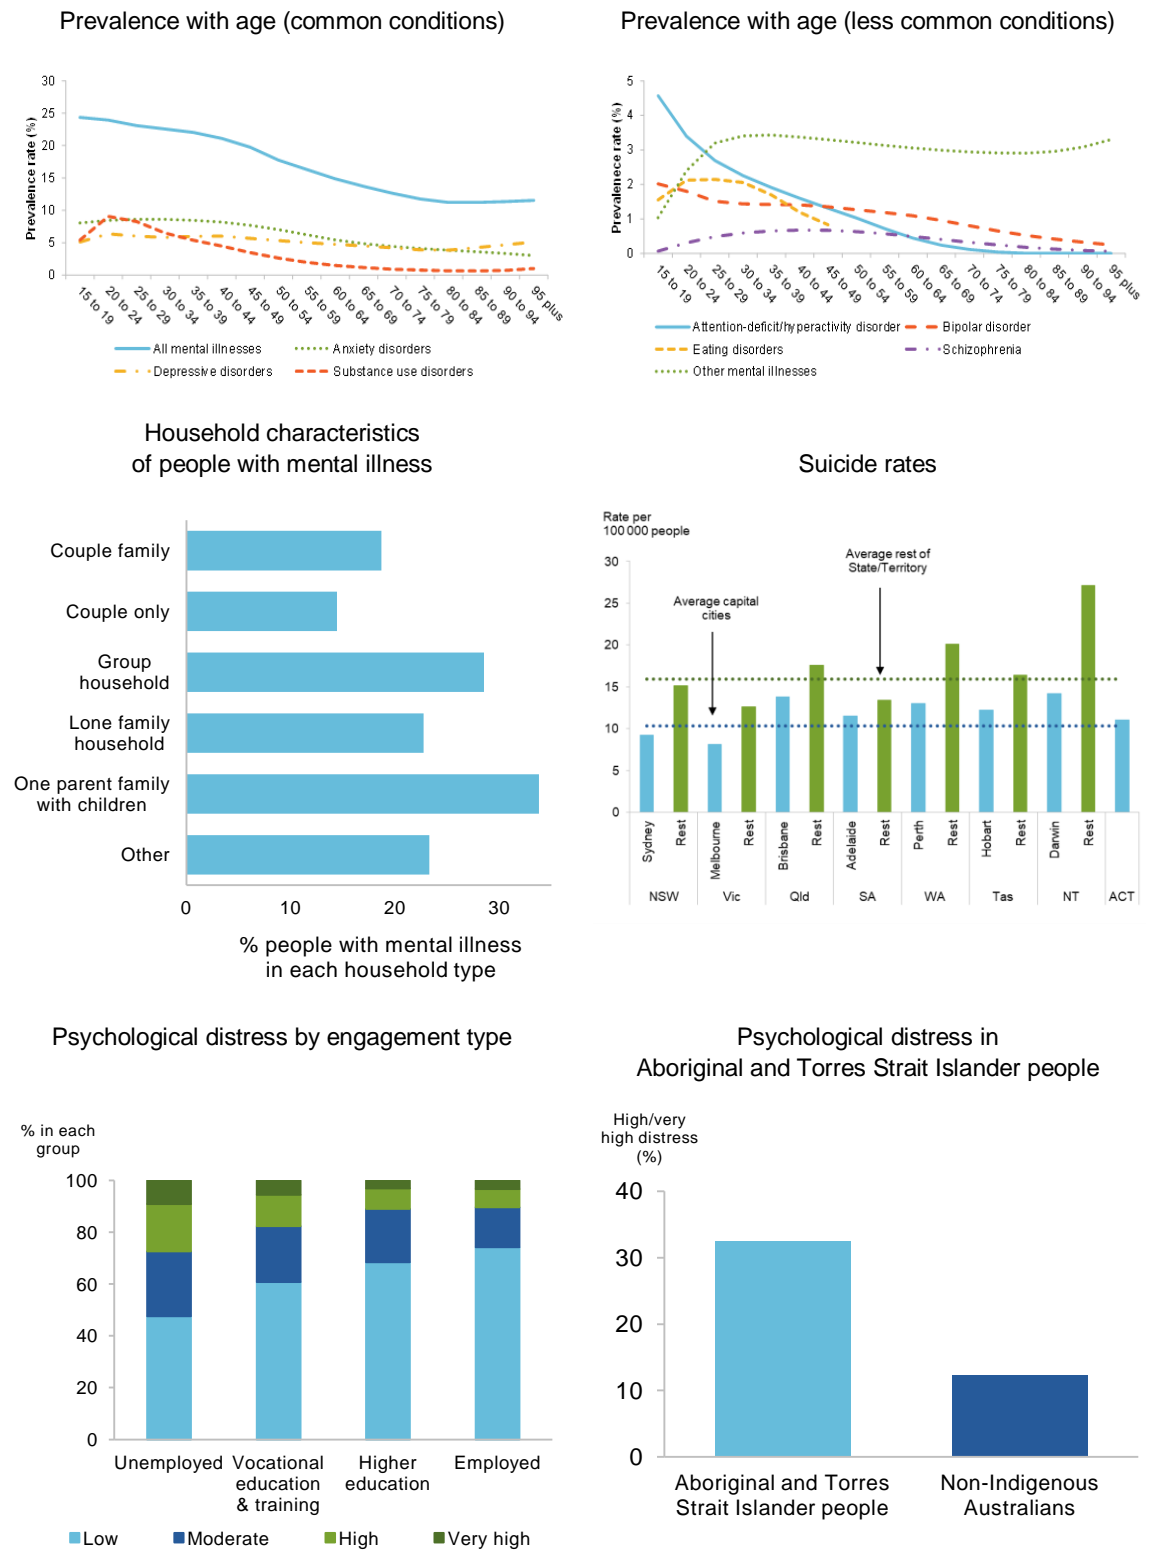 Prevalence with age (common conditions)
Prevalence rate (%)
30
25
20
15
10
5
0
15 to 19
20 to 24
25 to 29
30 to 34
35 to 39
40 to 44
45 to 49
50 to 54
55 to 59
60 to 64
65 to 69
70 to 74
75 to 79
80 to 84
85 to 89
90 to 94
95 plus
All mental illnesses
Anxiety disorders
Depressive disorders
Substance use disorders
Prevalence with age (less common conditions)
Prevalenece rate (%)
5
4
3
2
1
0
15 to 19
20 to 24
25 to 29
30 to 34
35 to 39
40 to 44
45 to 49
50 to 54
55 to 59
60 to 64
65 to 69
70 to 74
75 to 79
80 to 84
85 to 89
90 to 94
95 plus
Attention-deficit/hyperactivity disorder
Bipolar disorder
Eating disorders
Schizophrenia
Other mental illnesses
Household characteristics
of people with mental illness
Couple family
Couple only
Group
household
Lone family
household
One parent family
with children
Other
0
10
20
30
% people with mental illness
in each household type
Suicide rates
Rate per
100 000 people
30
25
20
15
10
5
0
Average capital
cities
Average rest of
State/Territory
Sydney
Rest
Melbourne
Rest
Brisbane
Rest
Adelaide
Rest
Perth
Rest
Hobart
Rest
Darwin
Rest
NSW
Vic
Qld
SA
WA
Tas
NT
ACT
Psychological distress by engagement type
% in each
group
100
80
60
40
20
0
Unemployed
Vocational
education
& training
Higher
education
Employed
Low
Moderate
High
Very high
Psychological distress in
Aboriginal and Torres Strait Islander people
High/very
high distress
(%)
40
30
20
10
0
Aboriginal and Torres
Strait Islander people
Non-Indigenous
Australians